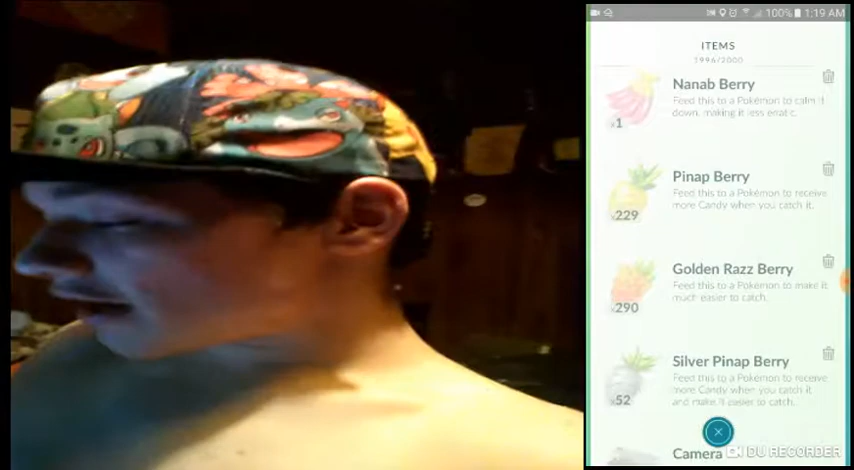 100% 1:19 AM
ITEMS
1996/2000
Nanab Berry
Feed this to a Pokémon to calm it
down, making it less erratic.
x1
Pinap Berry
Feed this to a Pokémon to receive
more Candy when you catch it.
x229
Golden Razz Berry
Feed this to a Pokémon to make it
much easier to catch.
x290
Silver Pinap Berry
Feed this to a Pokémon to receive
more Candy when you catch it
and make it easier to catch.
x52
Camera
DU RECORDER